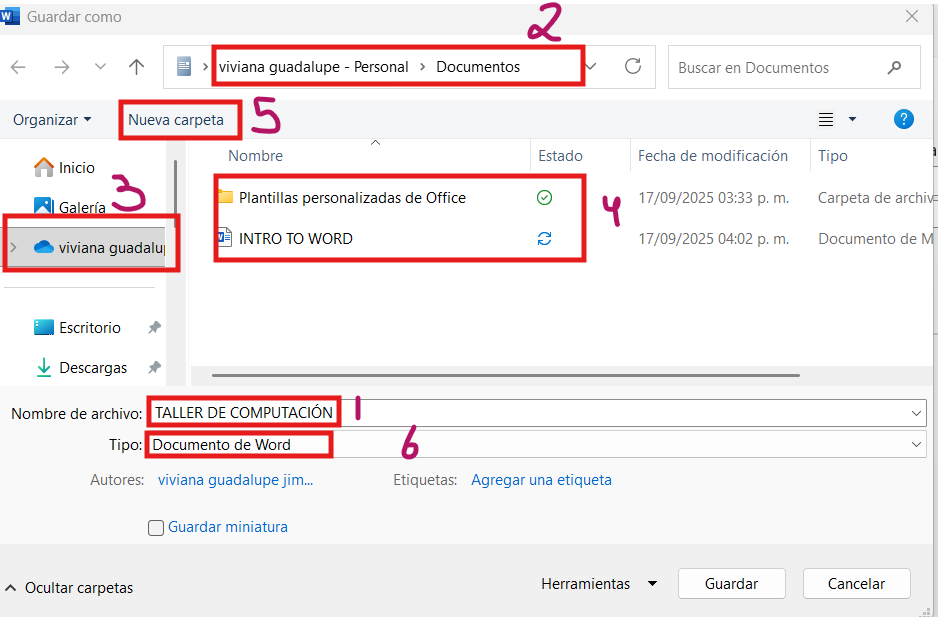 Guardar como
2
viviana guadalupe - Personal > Documentos
Buscar en Documentos
Organizar
Nueva carpeta
5
?
Nombre
Estado
Fecha de modificación
Tipo
Inicio
Galería
3
viviana guadalu
Escritorio
Descargas
Plantillas personalizadas de Office
17/09/2025 03:33 p. m.
Carpeta de archiv
4
INTRO TO WORD
17/09/2025 04:02 p. m.
Documento de M
Nombre de archivo: TALLER DE COMPUTACIÓN
1
Tipo: Documento de Word
6
Autores: viviana guadalupe jim...
Etiquetas: Agregar una etiqueta
Guardar miniatura
Ocultar carpetas
Herramientas
Guardar
Cancelar